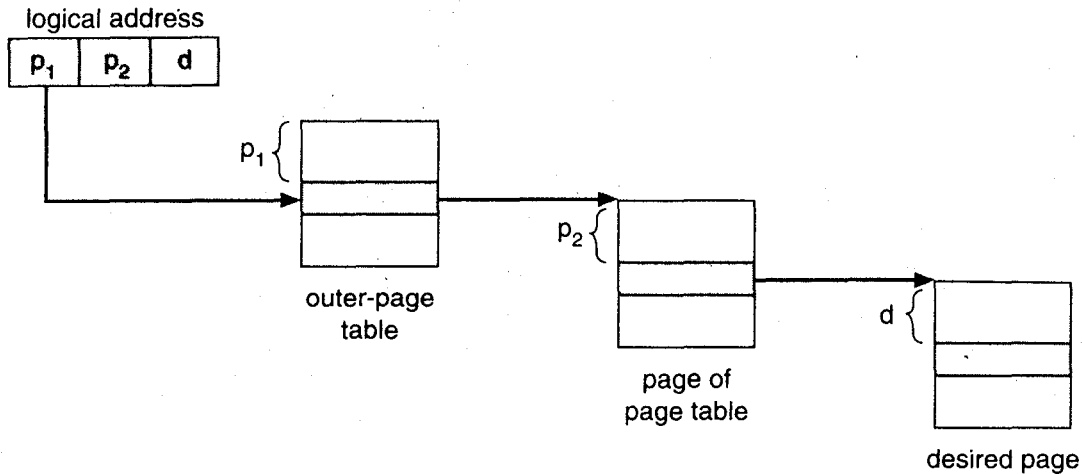 logical address
p₁ p₂ d
p₁
outer-page
table
p₂
page of
page table
d
desired page